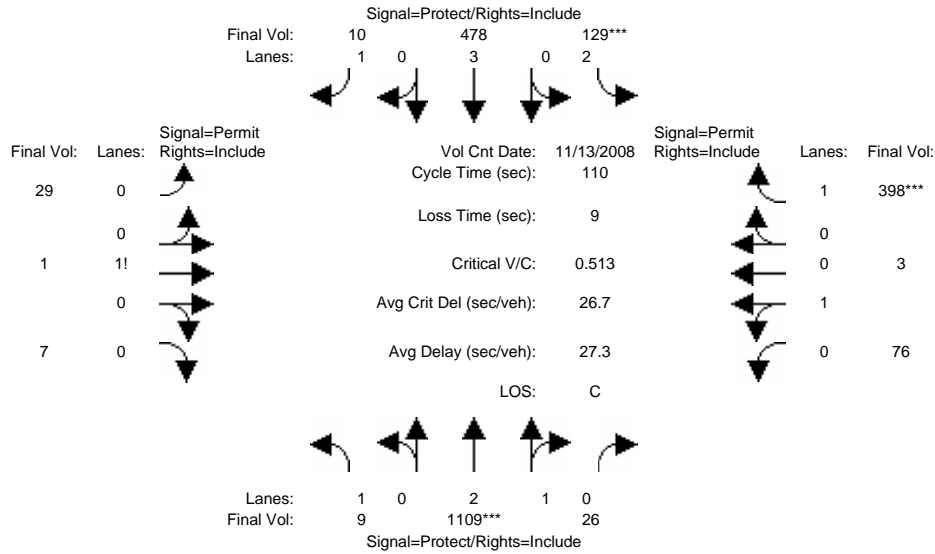 Signal=Protect/Rights=Include
Final Vol: 10 478 129***
Lanes: 1 0 3 0 2
Signal=Permit Signal=Permit
Final Vol: Lanes: Rights=Include Vol Cnt Date: 11/13/2008 Rights=Include Lanes: Final Vol:
Cycle Time (sec): 110
29 0 1 398***
Loss Time (sec): 9
0 0
1 1! Critical V/C: 0.513 0 3
0 Avg Crit Del (sec/veh): 26.7 1
7 0 Avg Delay (sec/veh): 27.3 0 76
LOS: C
Lanes: 1 0 2 1 0
Final Vol: 9 1109*** 26
Signal=Protect/Rights=Include